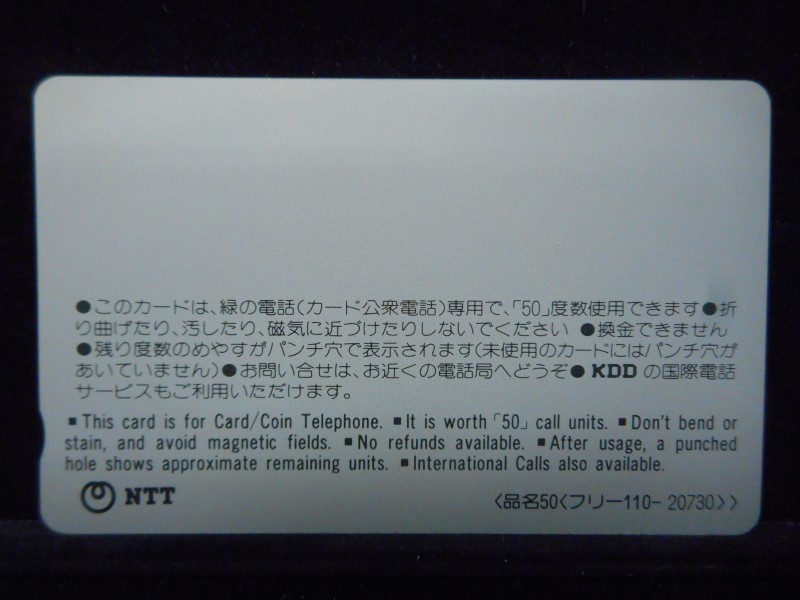 ●このカードは、緑の電話(カード公衆電話)専用で、「50」度数使用できます●折
り曲げたり、汚したり、磁気に近づけたりしないでください ●換金できません
●残り度数のめやすがパンチ穴で表示されます(未使用のカードにはパンチ穴が
あいていません)●お問い合せは、お近くの電話局へどうぞ● KDD の国際電話
サービスもご利用いただけます。
▪This card is for Card/Coin Telephone. ▪It is worth「50」call units. ▪Don't bend or
stain, and avoid magnetic fields. ▪No refunds available. ▪After usage, a punched
hole shows approximate remaining units. ▪International Calls also available.
NTT
〈品名50〈フリー110-20730〉〉